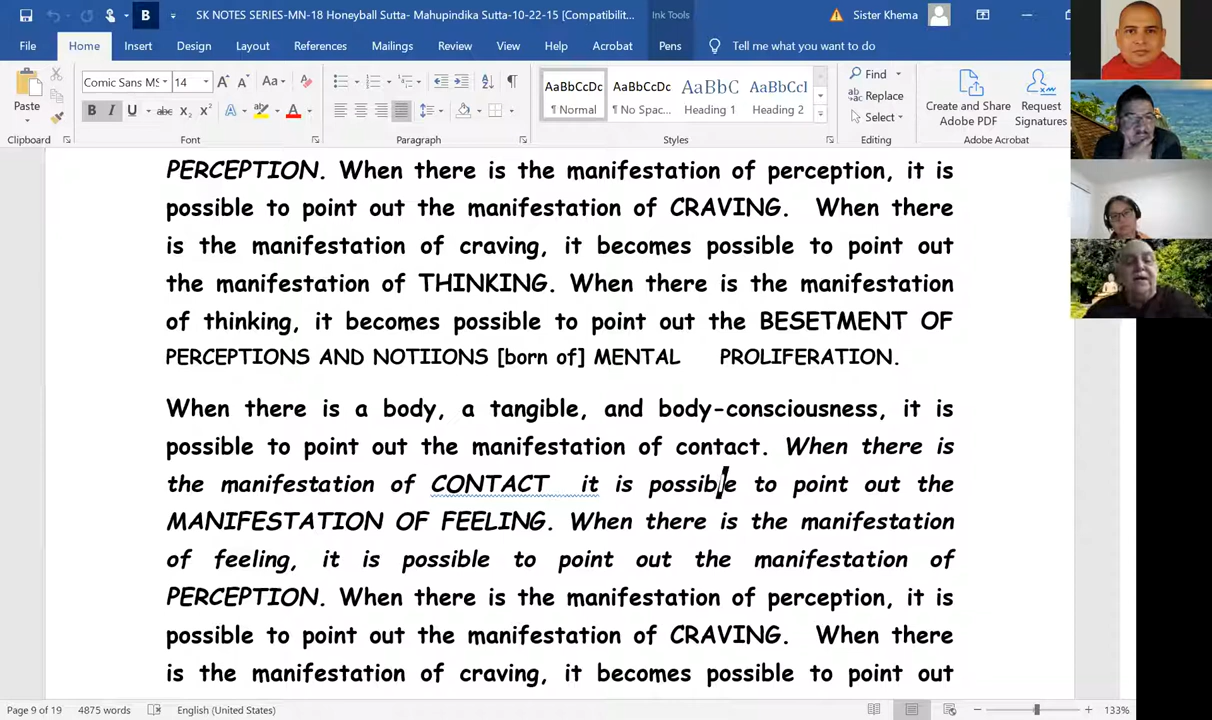 SK NOTES SERIES-MN-18 Honeyball Sutta- Mahupindika Sutta-10-22-15 [Compatibilit...
Ink Tools
Sister Khema
File Home Insert Design Layout References Mailings Review View Help Acrobat Pens Tell me what you want to do
Comic Sans MS 14
Paste
B I U abc x₂ x²
AaBbCcDc AaBbCcDc AaBbC AaBbCcl
¶ Normal ¶ No Spac... Heading 1 Heading 2
Find
Replace
Select
Create and Share Adobe PDF
Request Signatures
Clipboard Font Paragraph Styles Editing Adobe Acrobat
PERCEPTION. When there is the manifestation of perception, it is
possible to point out the manifestation of CRAVING. When there
is the manifestation of craving, it becomes possible to point out
the manifestation of THINKING. When there is the manifestation
of thinking, it becomes possible to point out the BESETMENT OF
PERCEPTIONS AND NOTIIONS [born of] MENTAL PROLIFERATION.
When there is a body, a tangible, and body-consciousness, it is
possible to point out the manifestation of contact. When there is
the manifestation of CONTACT it is possible to point out the
MANIFESTATION OF FEELING. When there is the manifestation
of feeling, it is possible to point out the manifestation of
PERCEPTION. When there is the manifestation of perception, it is
possible to point out the manifestation of CRAVING. When there
is the manifestation of craving, it becomes possible to point out
Page 9 of 19 4875 words English (United States) 133%